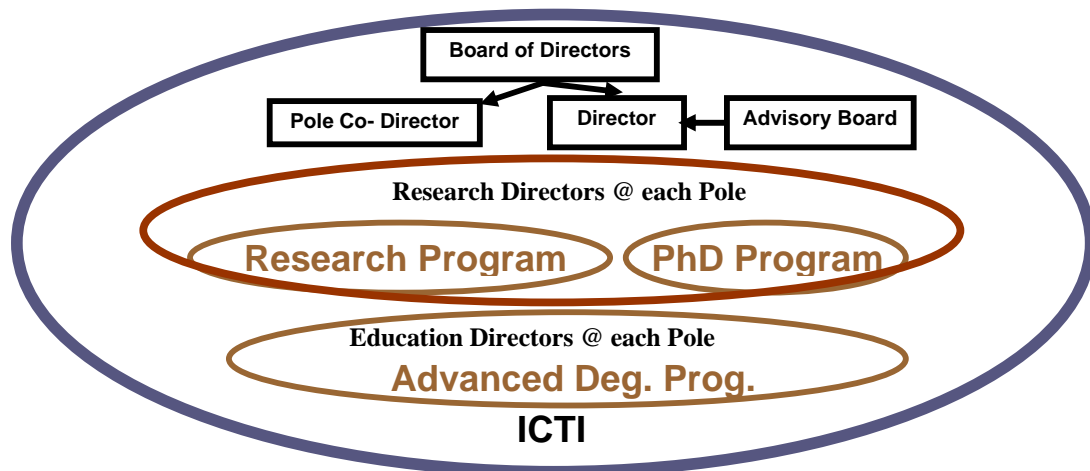 Board of Directors
Pole Co- Director
Director
Advisory Board
Research Directors @ each Pole
Research Program
PhD Program
Education Directors @ each Pole
Advanced Deg. Prog.
ICTI